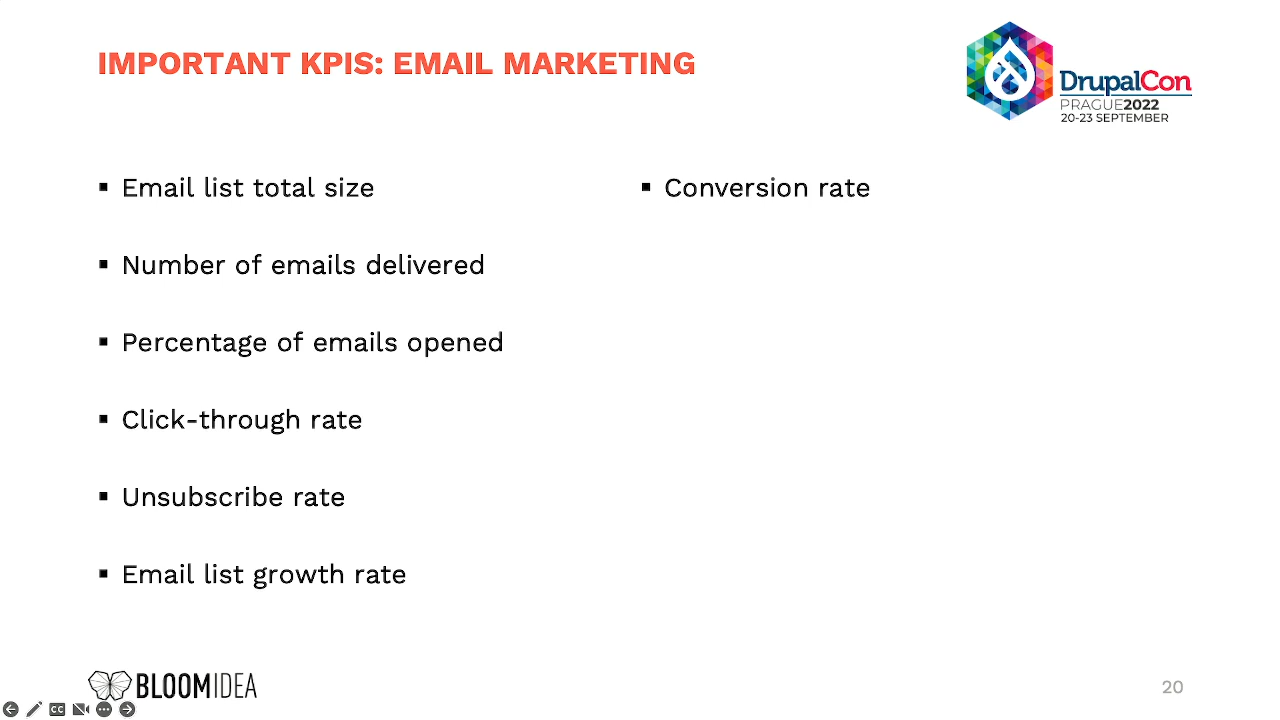 IMPORTANT KPIS: EMAIL MARKETING
DrupalCon
PRAGUE2022
20-23 SEPTEMBER
▪ Email list total size
▪ Number of emails delivered
▪ Percentage of emails opened
▪ Click-through rate
▪ Unsubscribe rate
▪ Email list growth rate
▪ Conversion rate
BLOOMIDEA
CC
20